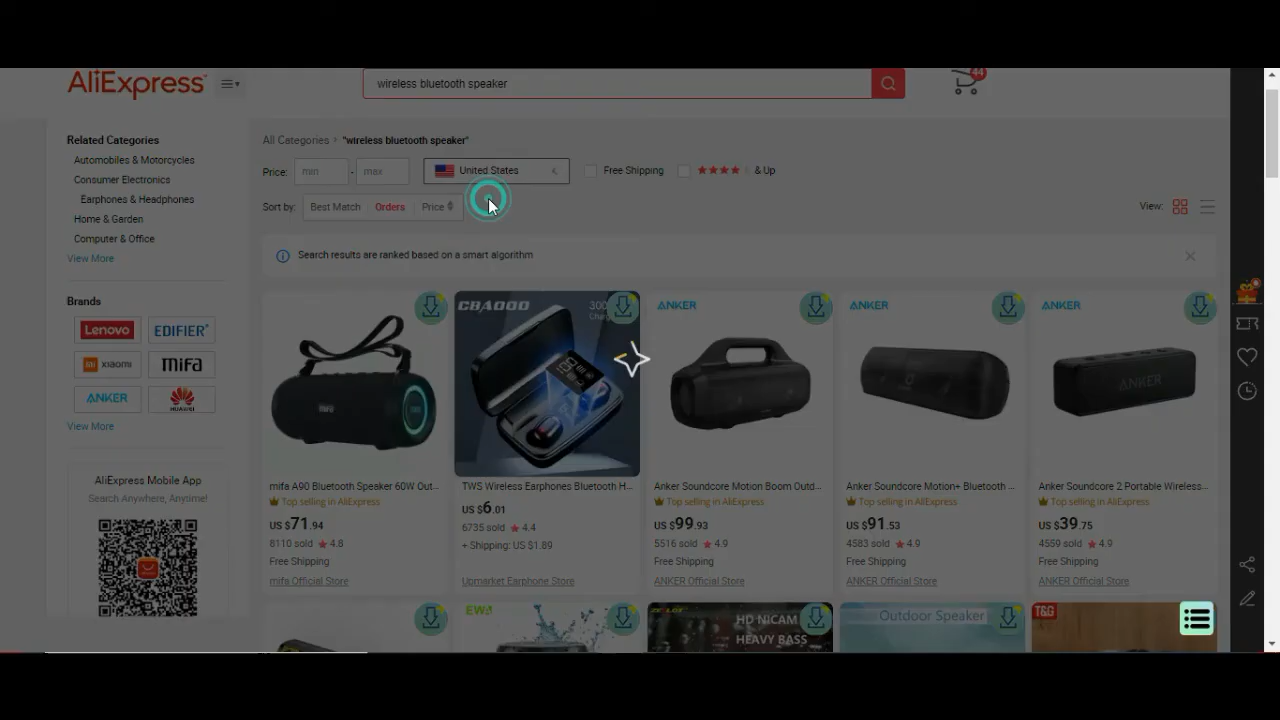 AliExpress
wireless bluetooth speaker
44
Related Categories
Automobiles & Motorcycles
Consumer Electronics
Earphones & Headphones
Home & Garden
Computer & Office
View More
Brands
Lenovo EDIFIER
xiaomi mifa
ANKER HUAWEI
View More
AliExpress Mobile App
Search Anywhere, Anytime!
All Categories > "wireless bluetooth speaker"
Price: min - max United States Free Shipping & Up
Sort by: Best Match Orders Price View:
Search results are ranked based on a smart algorithm
mifa A90 Bluetooth Speaker 60W Out...
Top selling in AliExpress
US $71.94
8110 sold 4.8
Free Shipping
mifa Official Store
CBAOOO
TWS Wireless Earphones Bluetooth H...
US $6.01
6735 sold 4.4
+ Shipping: US $1.89
Upmarket Earphone Store
ANKER
Anker Soundcore Motion Boom Outd...
Top selling in AliExpress
US $99.93
5516 sold 4.9
Free Shipping
ANKER Official Store
ANKER
Anker Soundcore Motion+ Bluetooth ...
Top selling in AliExpress
US $91.53
4583 sold 4.9
Free Shipping
ANKER Official Store
ANKER
ANKER
Anker Soundcore 2 Portable Wireless...
Top selling in AliExpress
US $39.75
4559 sold 4.9
Free Shipping
ANKER Official Store
EWA
HD NICAM
HEAVY BASS
Outdoor Speaker
T&G